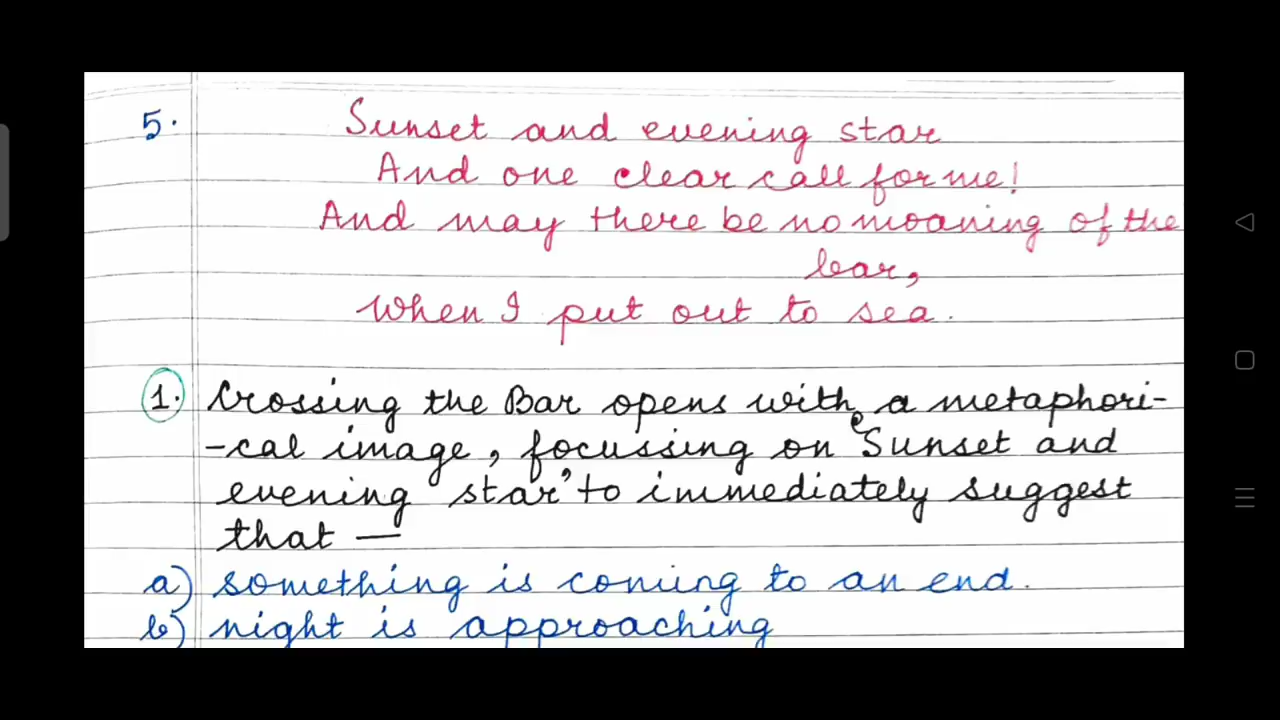 5.
Sunset and evening star
And one clear call for me!
And may there be no moaning of the
bar,
When I put out to sea.
1. Crossing the Bar opens with a metaphori-
-cal image, focussing on 'Sunset and
evening star' to immediately suggest
that —
a) something is coming to an end.
b) night is approaching